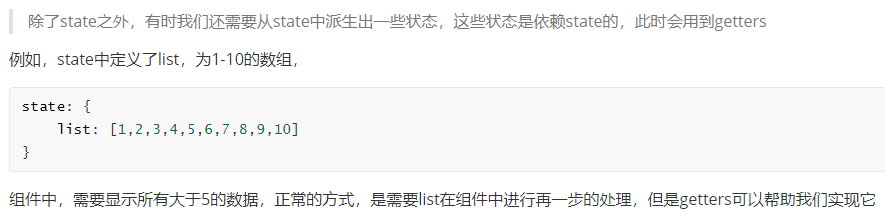 除了state之外，有时我们还需要从state中派生出一些状态，这些状态是依赖state的，此时会用到getters
例如，state中定义了list，为1-10的数组，
state: {
    list: [1,2,3,4,5,6,7,8,9,10]
}
组件中，需要显示所有大于5的数据，正常的方式，是需要list在组件中进行再一步的处理，但是getters可以帮助我们实现它